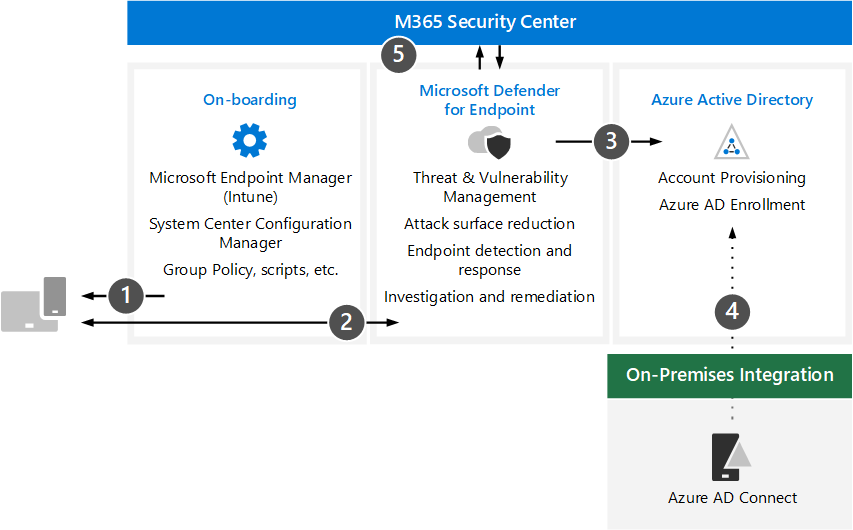 M365 Security Center
5
On-boarding
Microsoft Endpoint Manager
(Intune)
System Center Configuration
Manager
Group Policy, scripts, etc.
1
2
Microsoft Defender
for Endpoint
Threat & Vulnerability
Management
Attack surface reduction
Endpoint detection and
response
Investigation and remediation
3
Azure Active Directory
Account Provisioning
Azure AD Enrollment
4
On-Premises Integration
Azure AD Connect